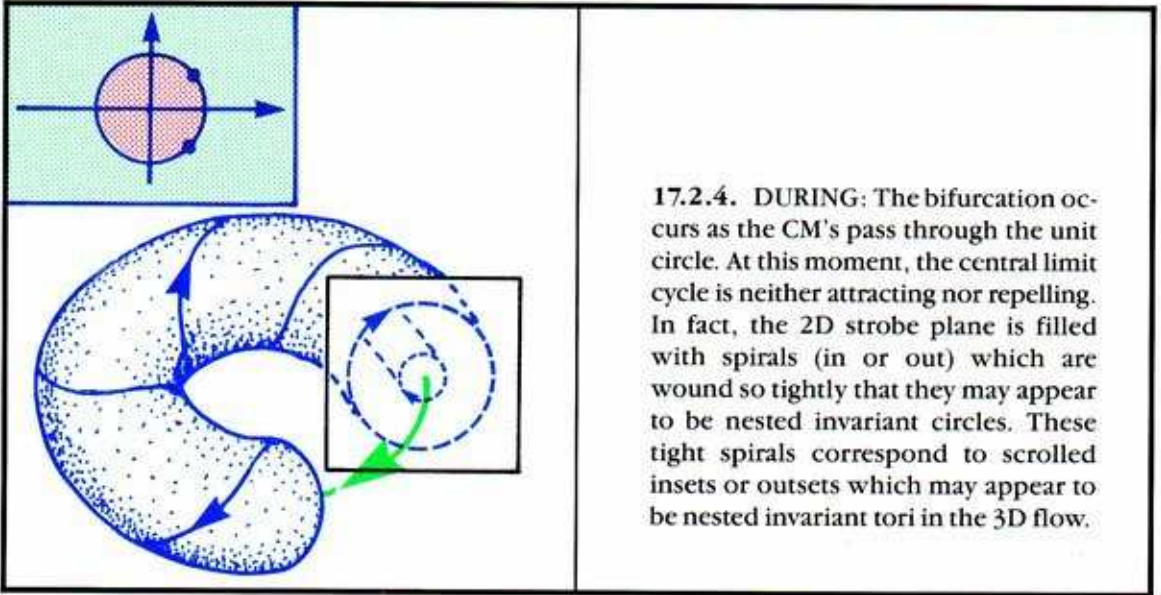 17.2.4. DURING: The bifurcation oc-
curs as the CM's pass through the unit
circle. At this moment, the central limit
cycle is neither attracting nor repelling.
In fact, the 2D strobe plane is filled
with spirals (in or out) which are
wound so tightly that they may appear
to be nested invariant circles. These
tight spirals correspond to scrolled
insets or outsets which may appear to
be nested invariant tori in the 3D flow.